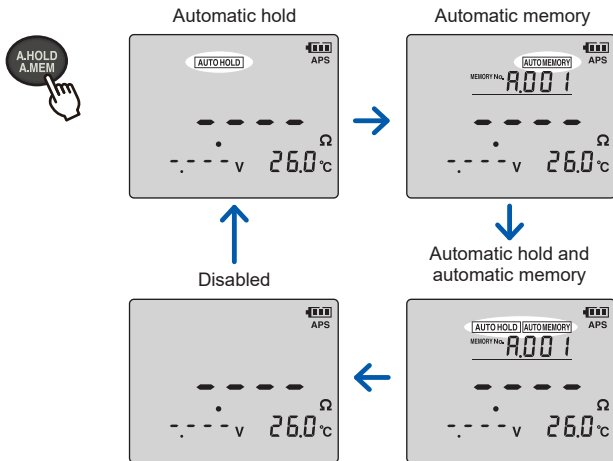 Automatic hold
Automatic memory
A.HOLD
A.MEM
AUTO HOLD
APS
- - - -
Ω
-.- - - V 26.0 °C
AUTO MEMORY
APS
MEMORY No. A.001
- - - -
Ω
-.- - - V 26.0 °C
Disabled
Automatic hold and
automatic memory
APS
- - - -
Ω
-.- - - V 26.0 °C
APS
AUTO HOLD AUTO MEMORY
MEMORY No. A.001
- - - -
Ω
-.- - - V 26.0 °C